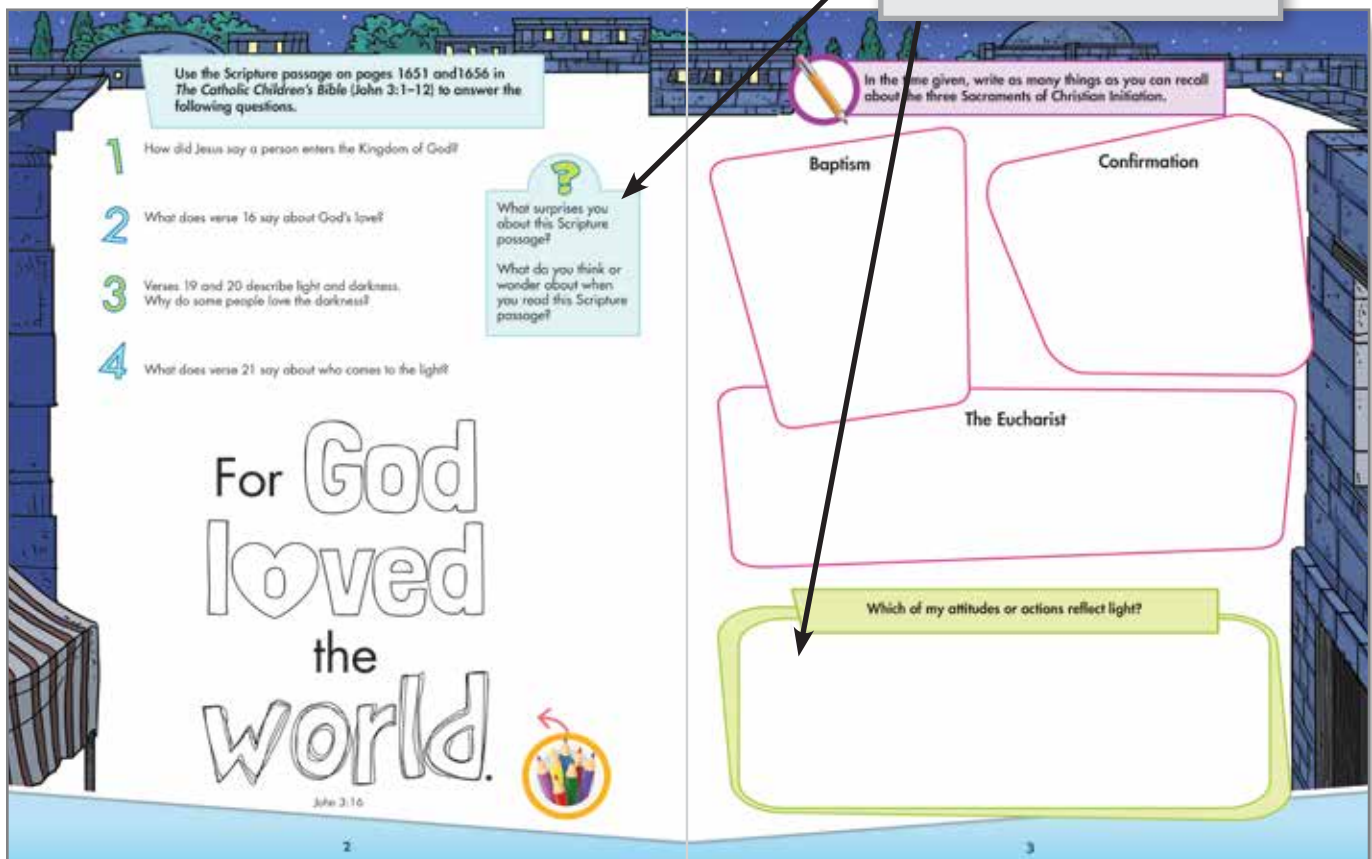 Use the Scripture passage on pages 1651 and1656 in
The Catholic Children's Bible (John 3:1–12) to answer the
following questions.
1
How did Jesus say a person enters the Kingdom of God?
2
What does verse 16 say about God's love?
3
Verses 19 and 20 describe light and darkness.
Why do some people love the darkness?
4
What does verse 21 say about who comes to the light?
?
What surprises you
about this Scripture
passage?
What do you think or
wonder about when
you read this Scripture
passage?
For God
loved
the
world.
John 3:16
2
In the time given, write as many things as you can recall
about the three Sacraments of Christian Initiation.
Baptism
Confirmation
The Eucharist
Which of my attitudes or actions reflect light?
3